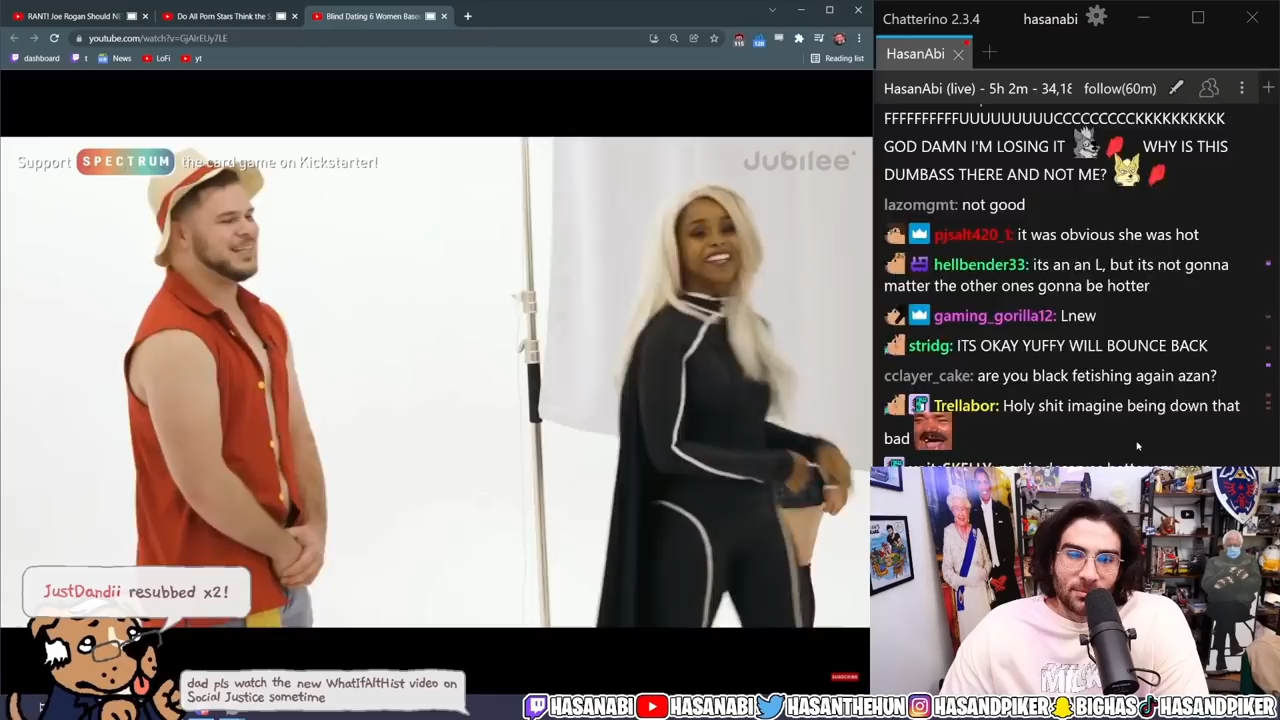 RANT! Joe Rogan Should NE
Do All Porn Stars Think the S
Blind Dating 6 Women Base
youtube.com/watch?v=GjAIrEUy7LE
dashboard
t
News
LoFi
yt
Reading list
Support SPECTRUM the card game on Kickstarter!
Jubilee
JustDandii resubbed x2!
dad pls watch the new WhatIfAltHist video on
Social Justice sometime
SUBSCRIBE
Chatterino 2.3.4
hasanabi
HasanAbi
HasanAbi (live) - 5h 2m - 34,18
follow(60m)
FFFFFFFFFFUUUUUUUUUCCCCCCCCCKKKKKKKKKK
GOD DAMN I'M LOSING IT WHY IS THIS
DUMBASS THERE AND NOT ME?
lazomgmt: not good
pjsalt420_1: it was obvious she was hot
hellbender33: its an an L, but its not gonna
matter the other ones gonna be hotter
gaming_gorilla12: Lnew
stridg: ITS OKAY YUFFY WILL BOUNCE BACK
cclayer_cake: are you black fetishing again azan?
Trellabor: Holy shit imagine being down that
bad
HASANABI
HASANABI
HASANTHEHUN
HASANDPIKER
BIGHAS
HASANDPIKER